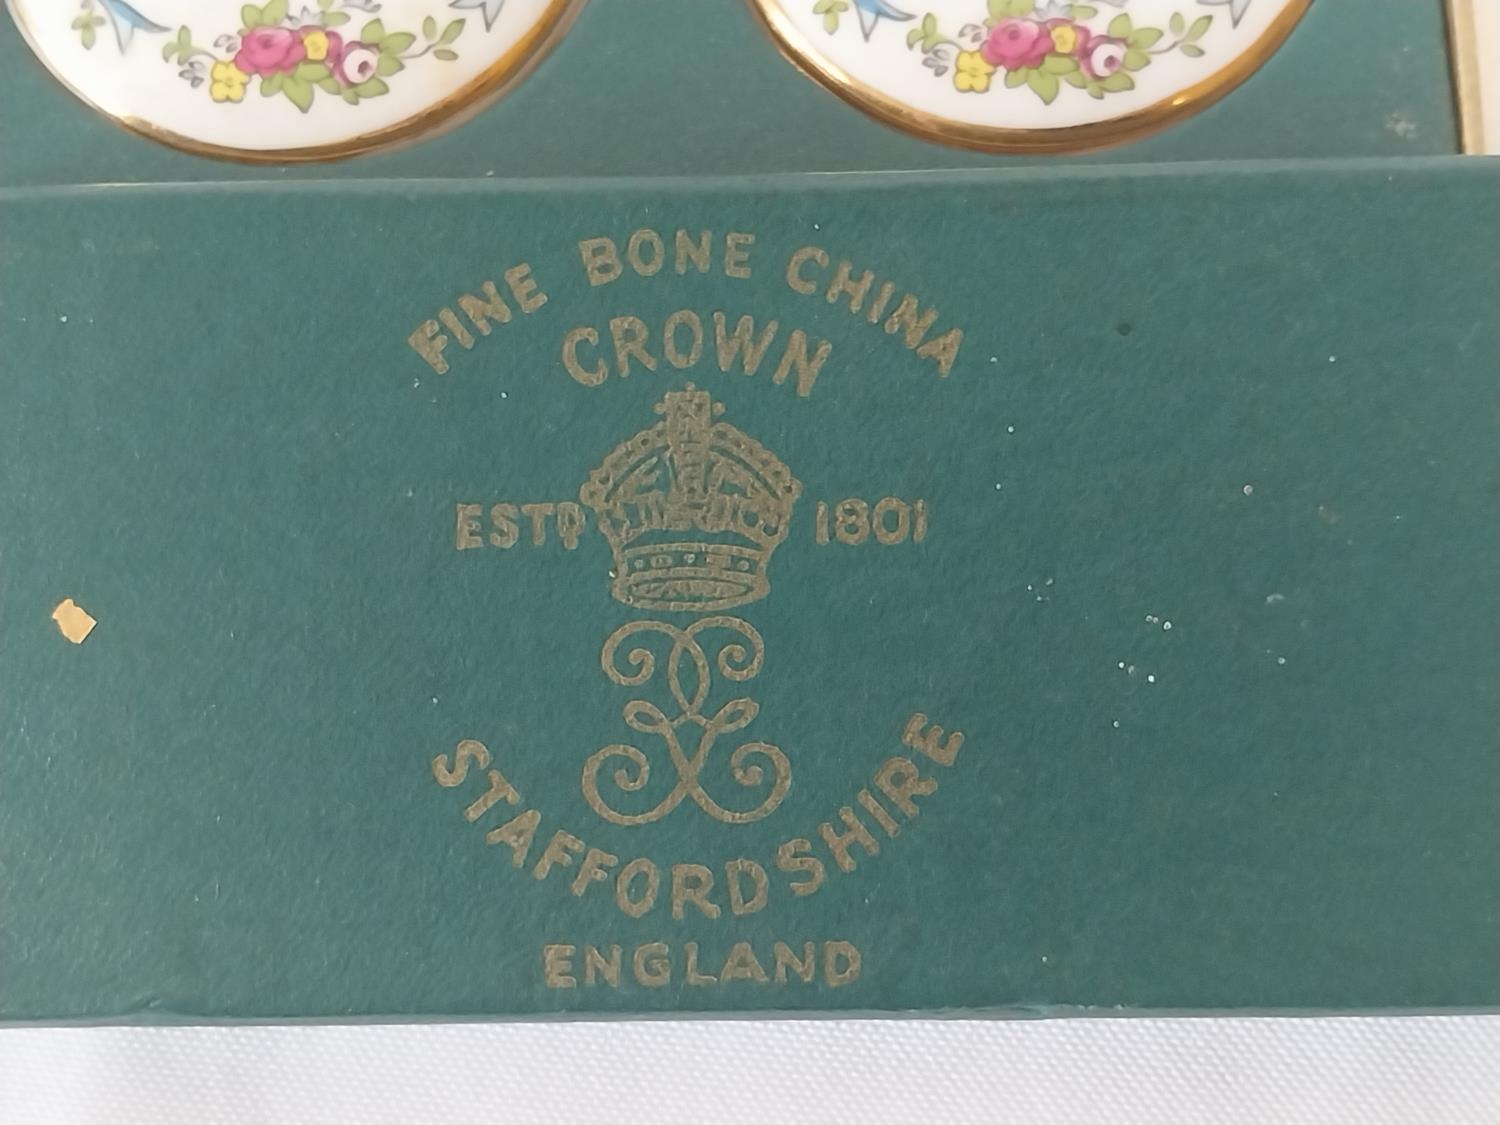 FINE BONE CHINA
CROWN
ESTD 1801
STAFFORDSHIRE
ENGLAND